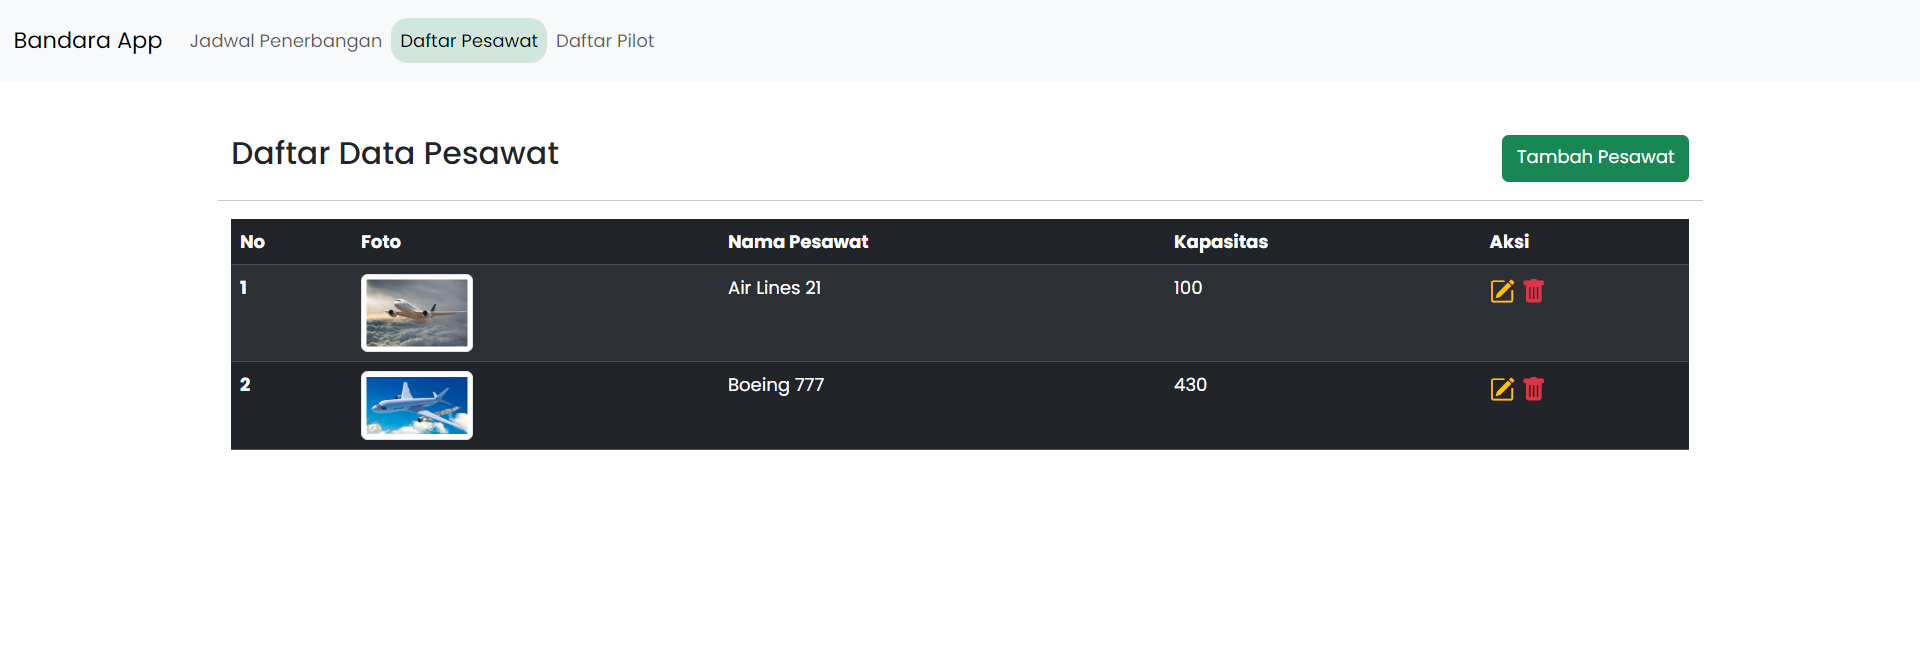 Bandara App Jadwal Penerbangan Daftar Pesawat Daftar Pilot
Daftar Data Pesawat
Tambah Pesawat
No Foto Nama Pesawat Kapasitas Aksi
1 Air Lines 21 100
2 Boeing 777 430